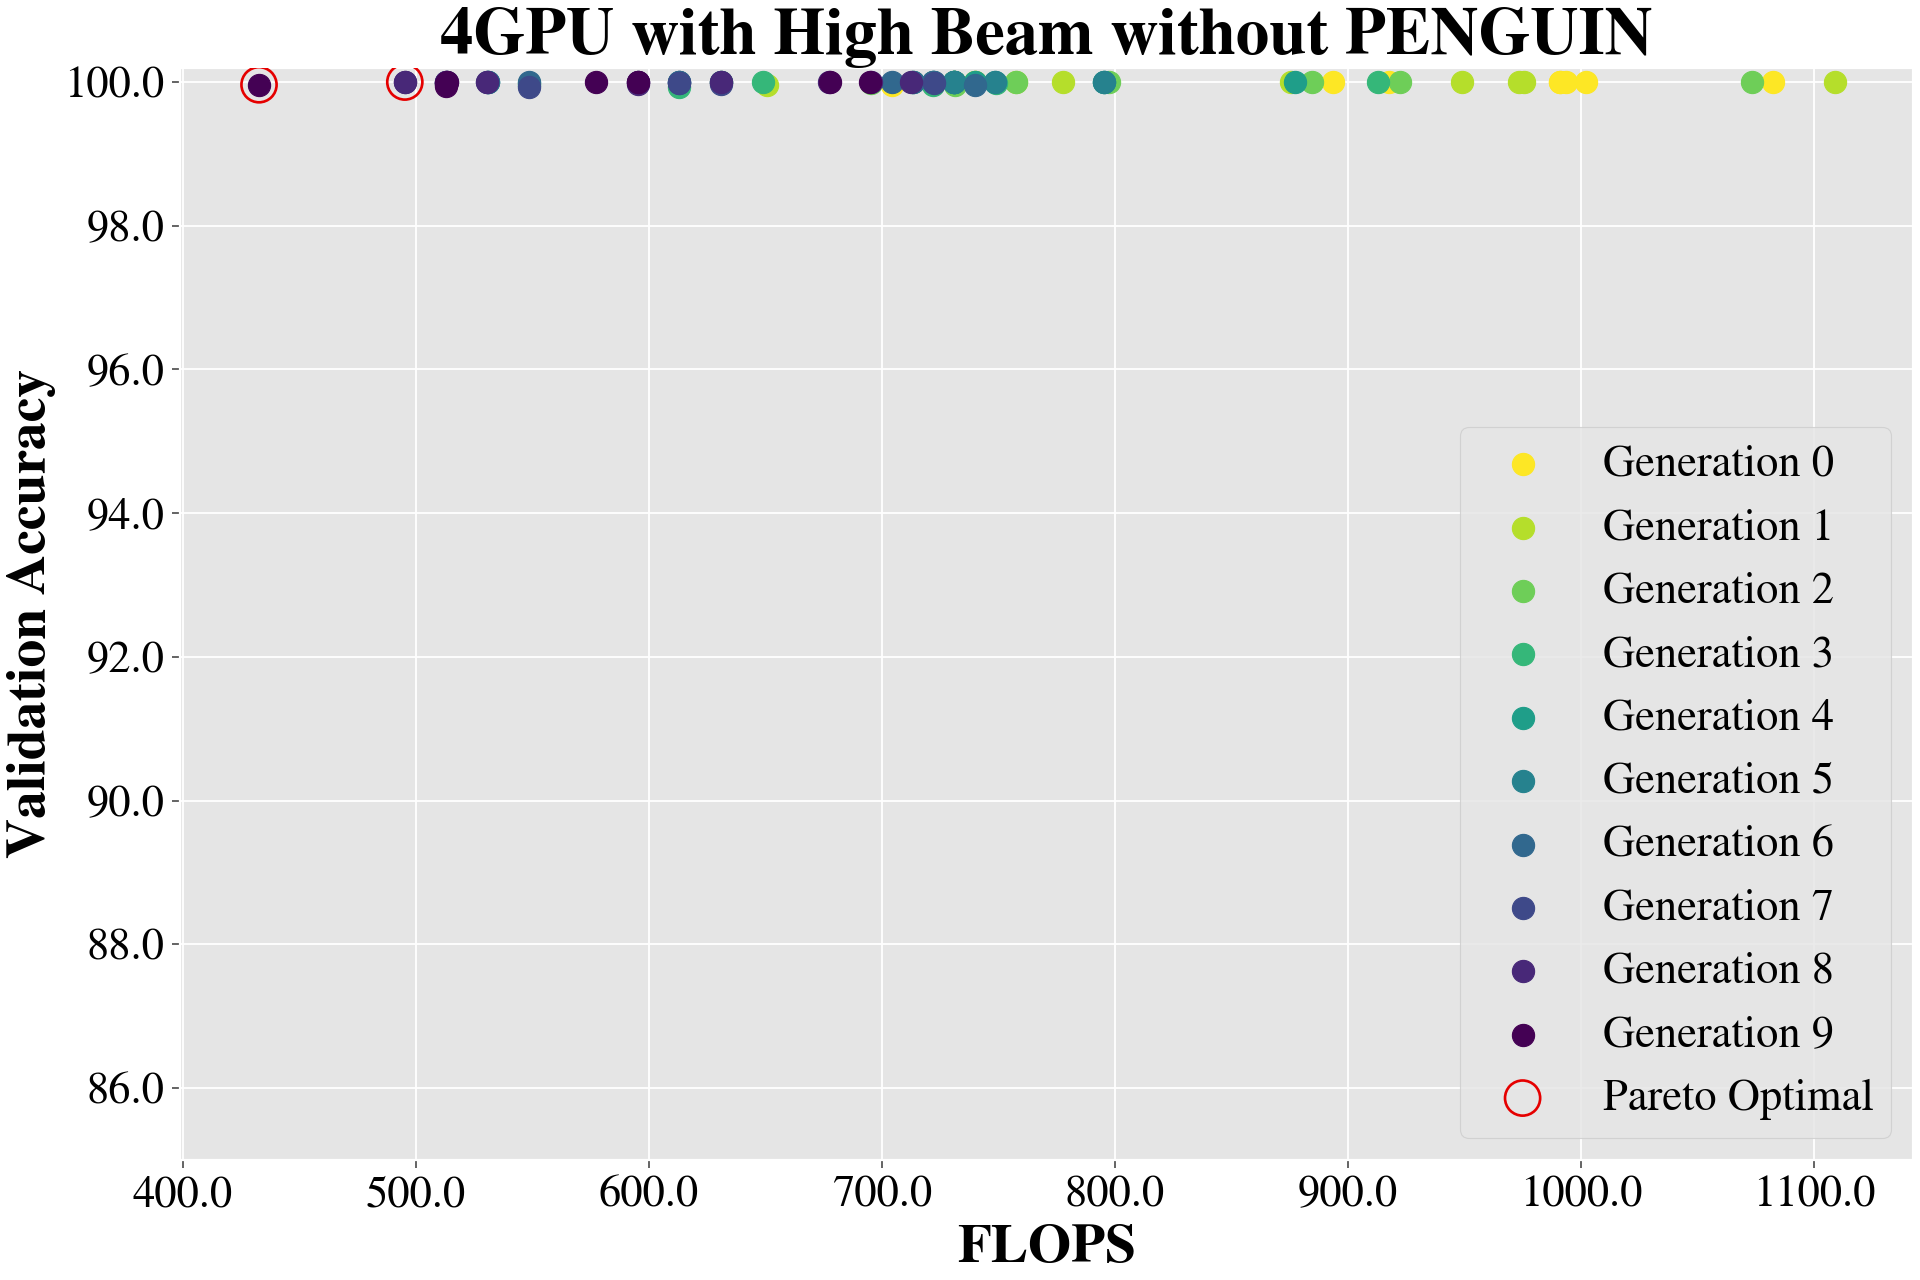 4GPU with High Beam without PENGUIN
Validation Accuracy
100.0
98.0
96.0
94.0
92.0
90.0
88.0
86.0
400.0 500.0 600.0 700.0 800.0 900.0 1000.0 1100.0
FLOPS
Generation 0
Generation 1
Generation 2
Generation 3
Generation 4
Generation 5
Generation 6
Generation 7
Generation 8
Generation 9
Pareto Optimal